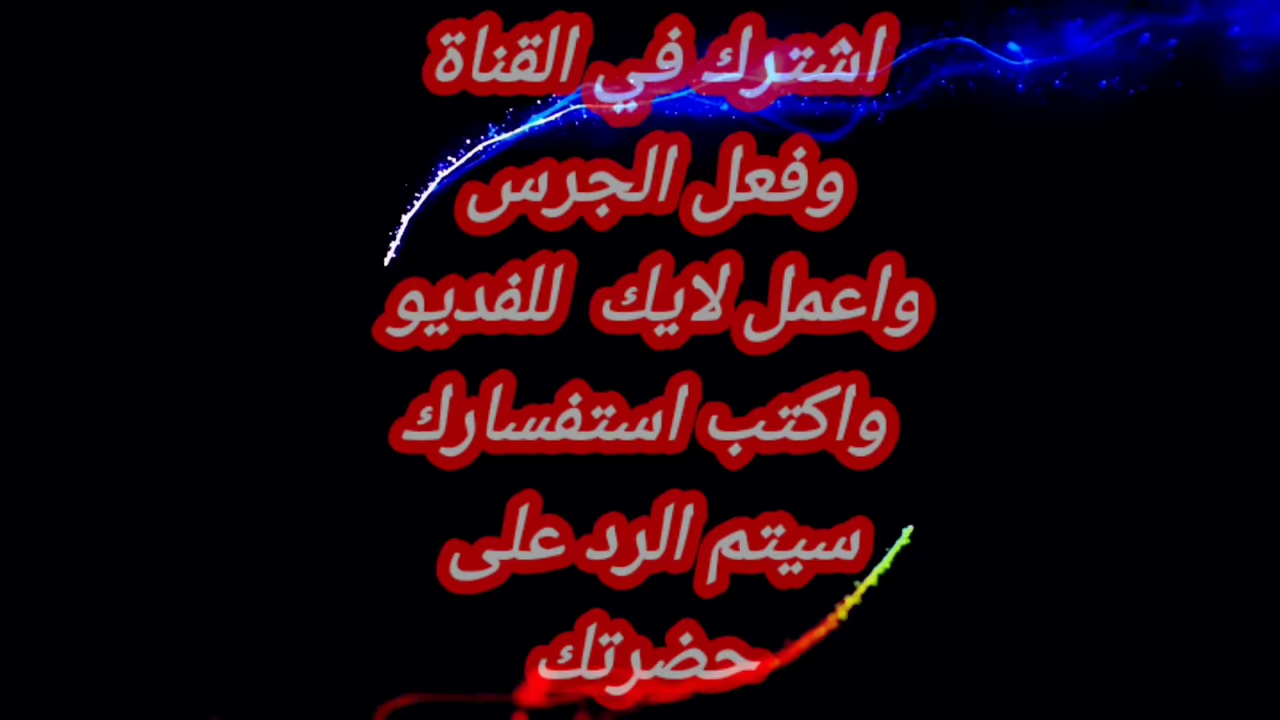 اشترك في القناة
وفعل الجرس
واعمل لايك للفديو
واكتب استفسارك
سيتم الرد على
حضرتك